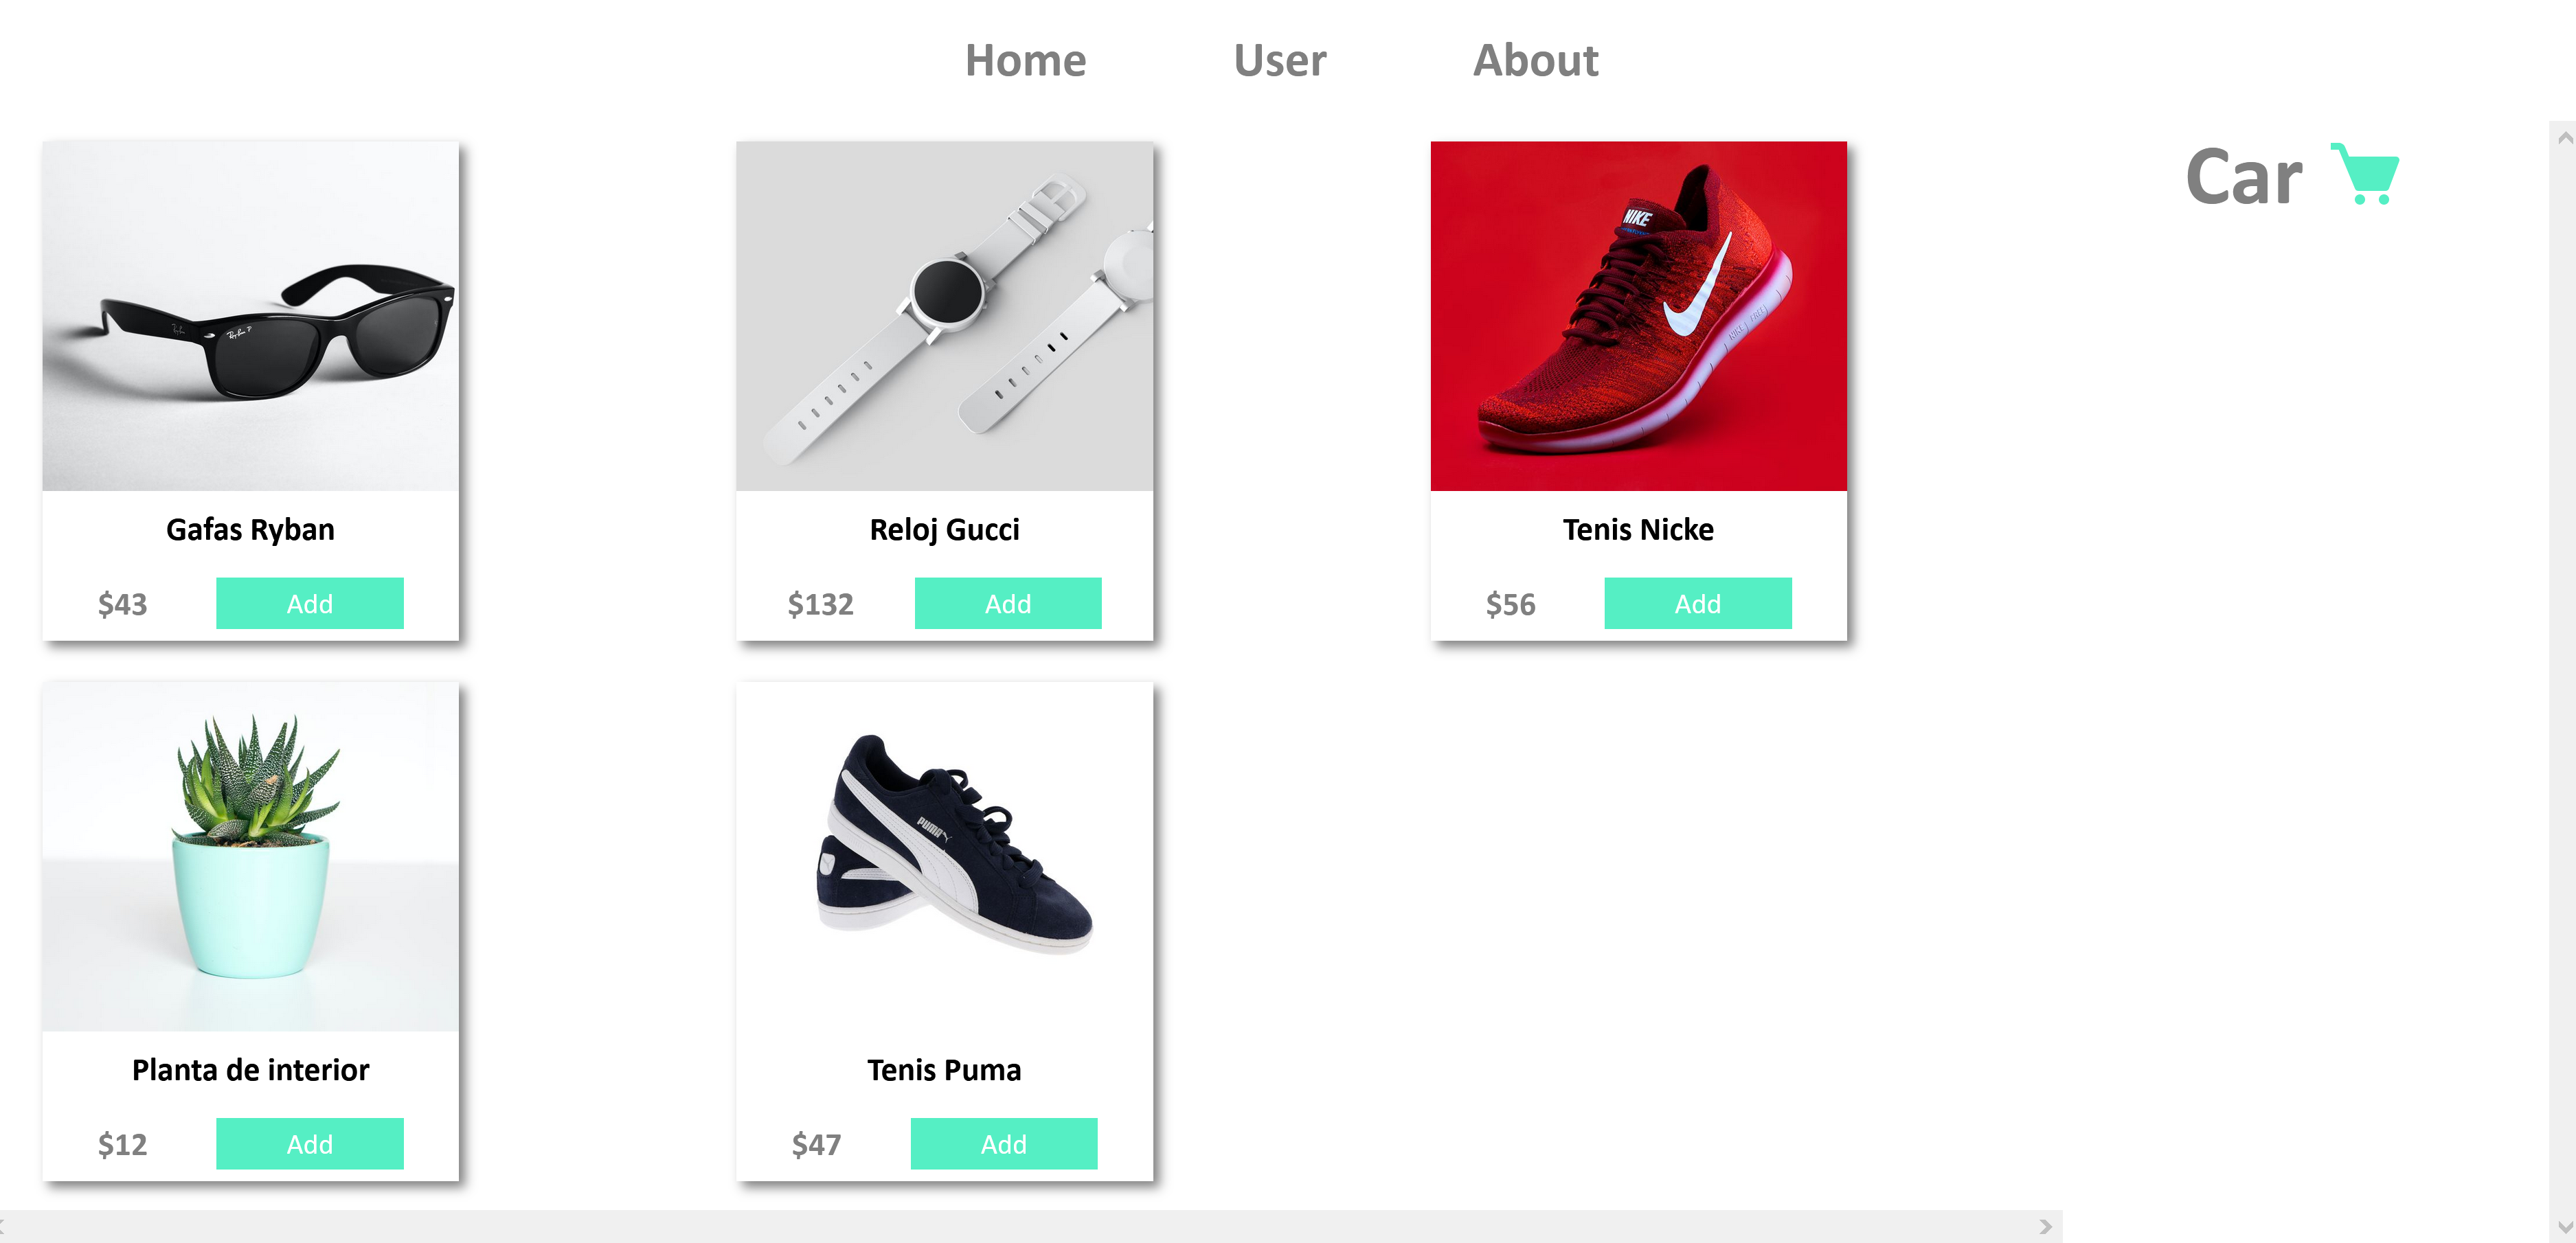 Home User About
Car
NIKE
Gafas Ryban
Reloj Gucci
Tenis Nicke
$43 Add
$132 Add
$56 Add
PUMA
Planta de interior
Tenis Puma
$12 Add
$47 Add